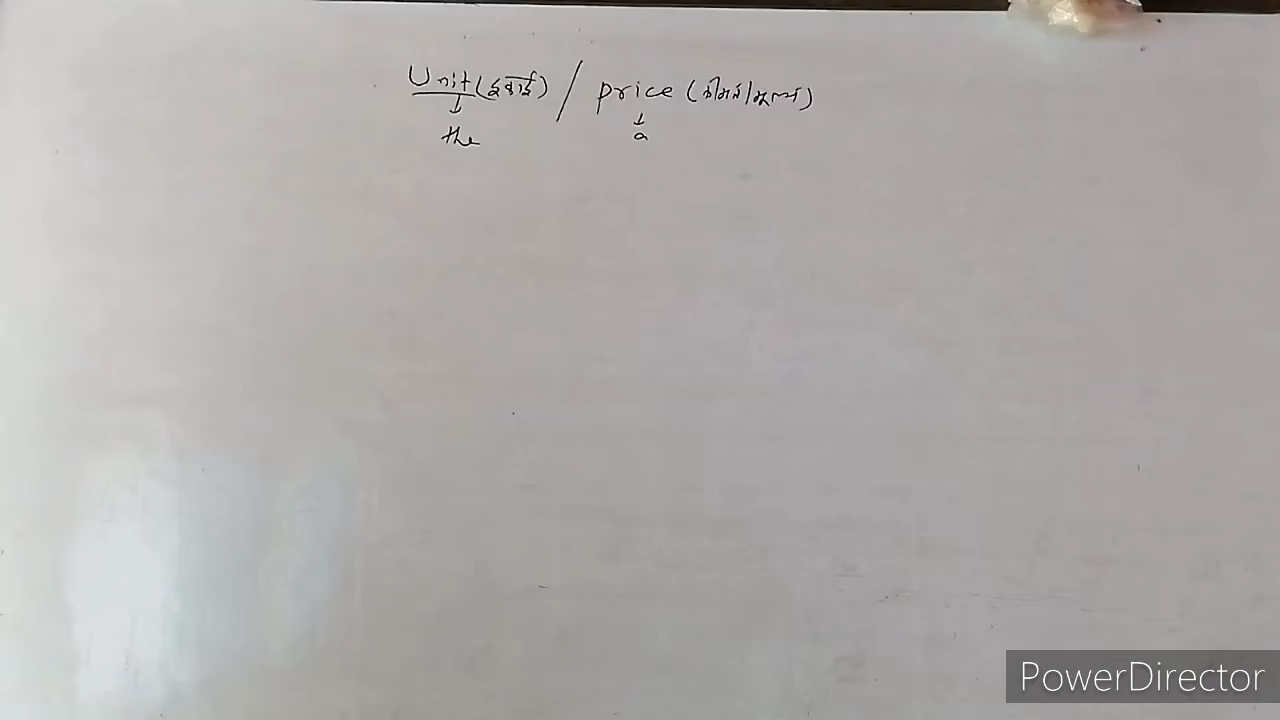 Unit (इकाई) / price (कीमत/मूल्य)
↓ ↓
the a
PowerDirector